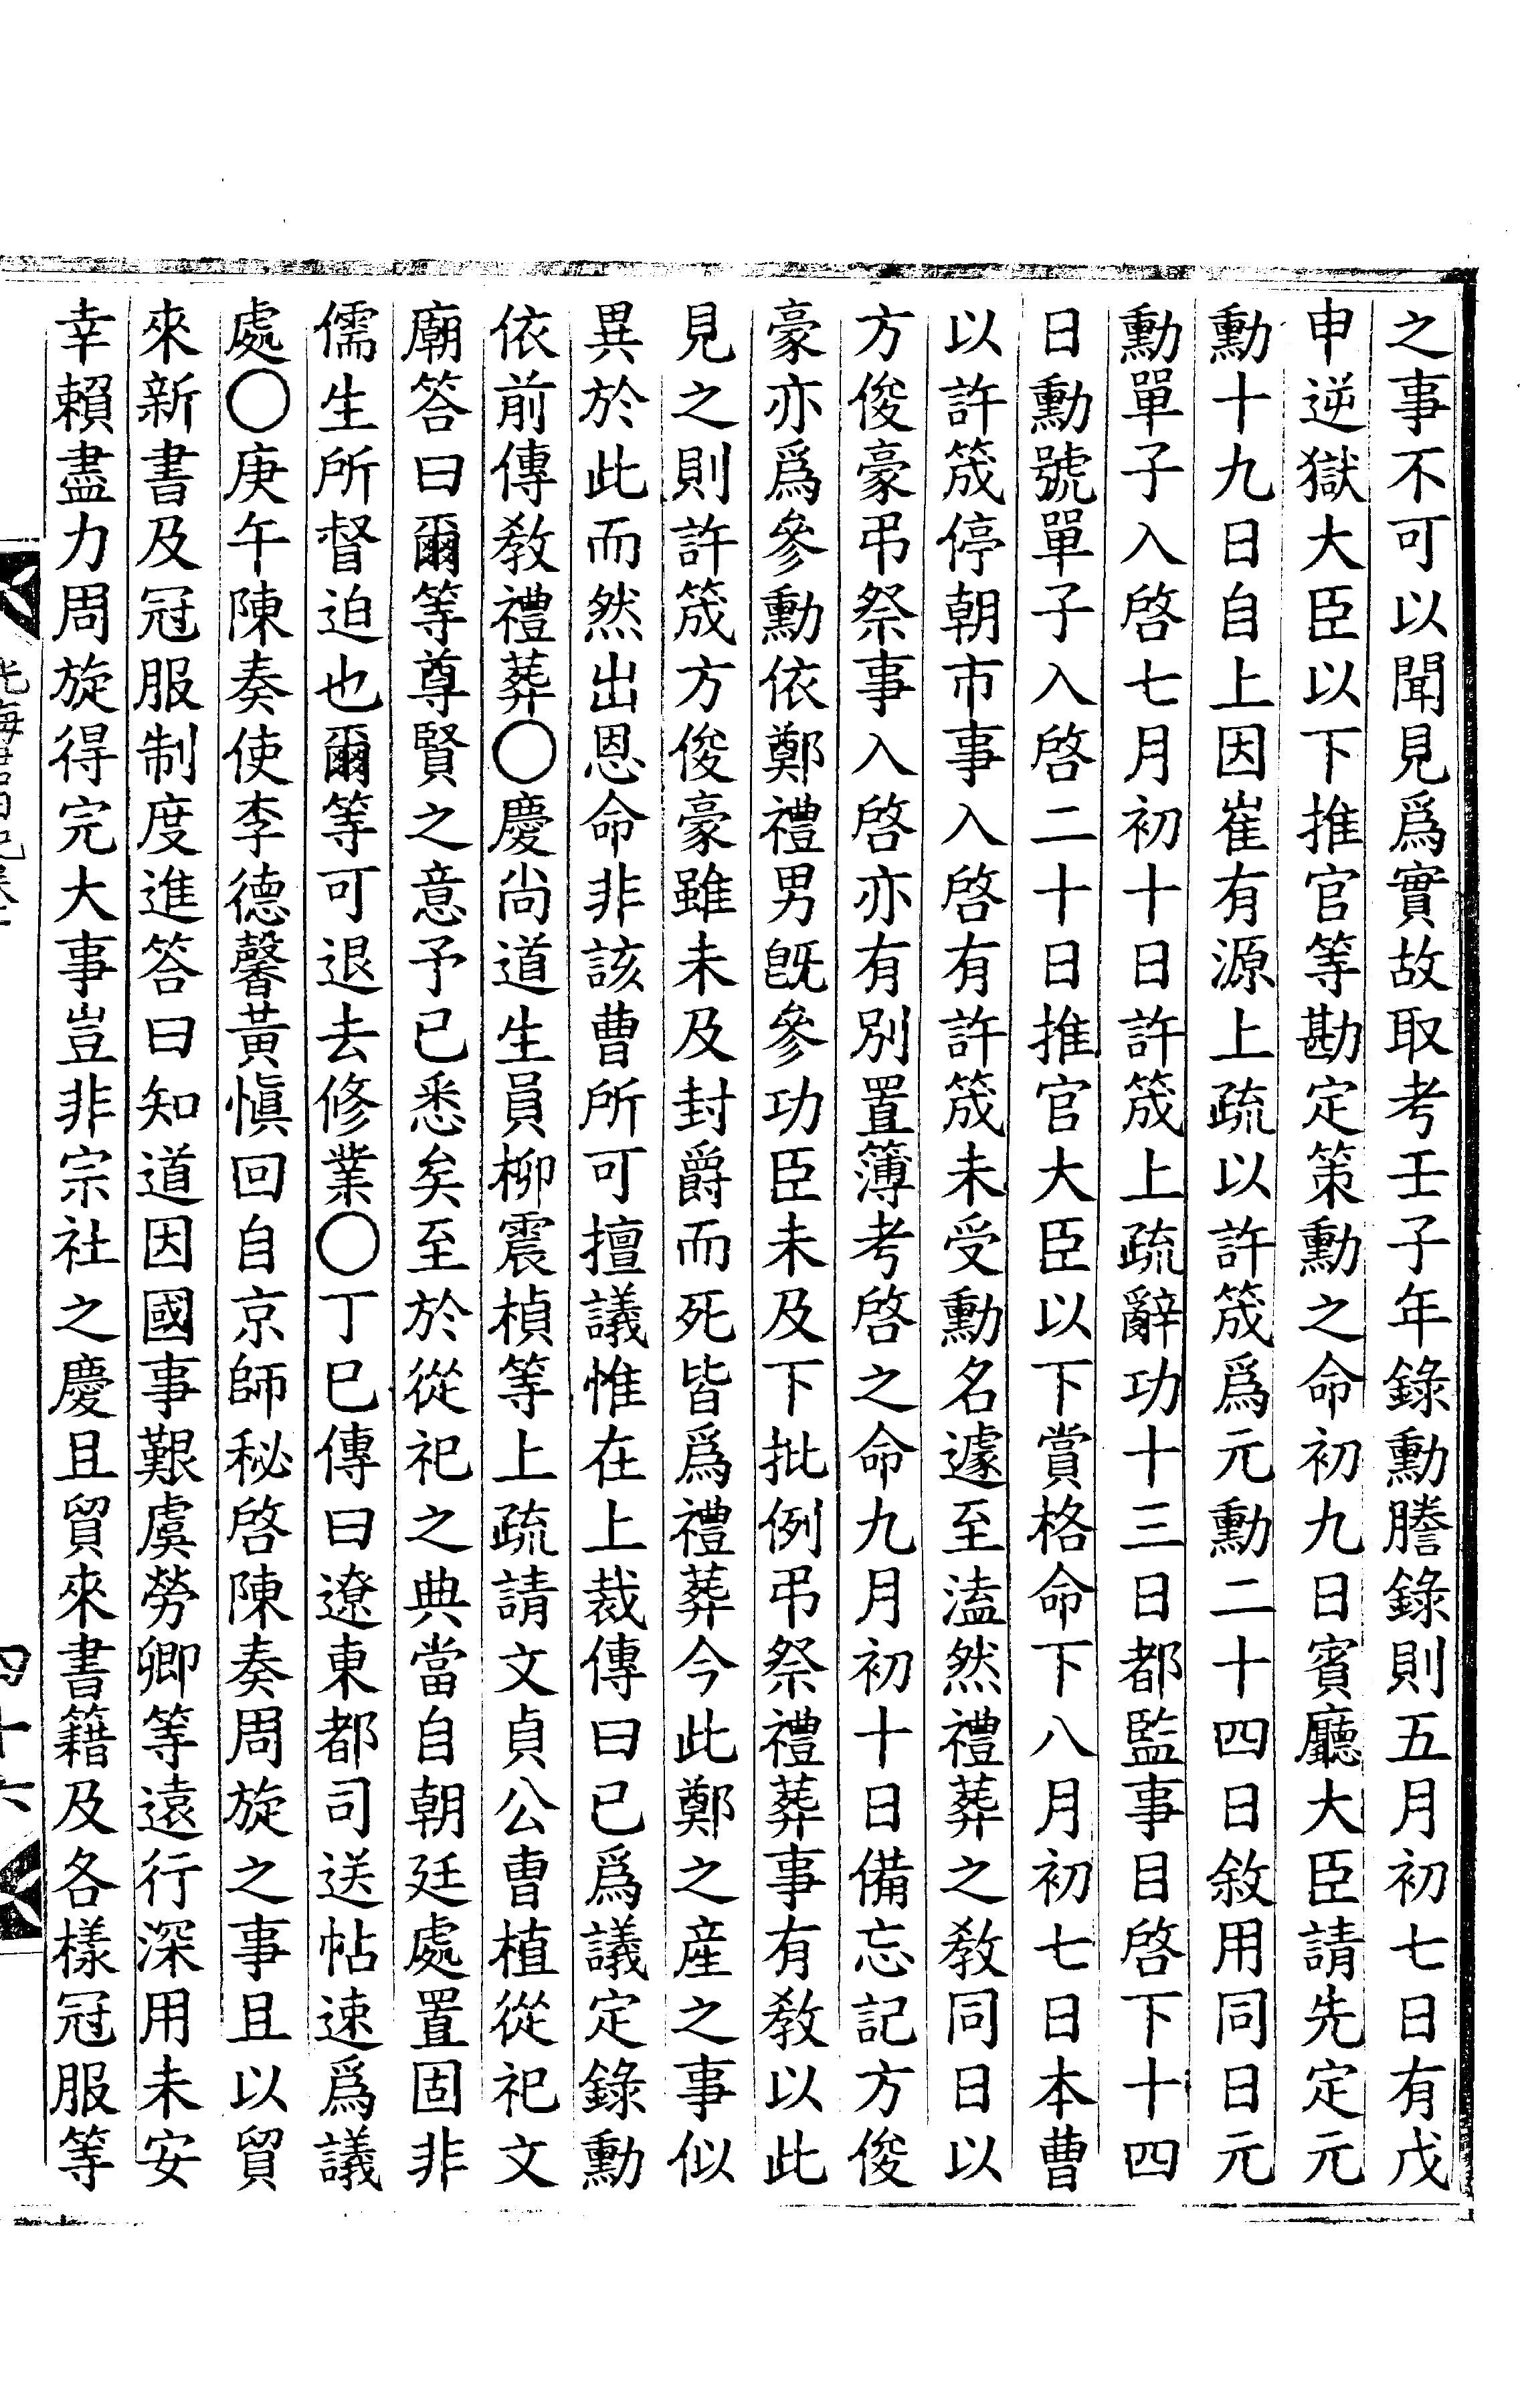 之事不可以聞見爲實故取考壬子年錄勳謄錄則五月初七日有戊
申逆獄大臣以下推官等勘定策勳之命初九日賓廳大臣請先定元
勳十九日自上因崔有源上疏以許筬爲元勳二十四日敘用同日元
勳單子入啓七月初十日許筬上疏辭功十三日都監事目啓下十四
日勳號單子入啓二十日推官大臣以下賞格命下八月初七日本曹
以許筬停朝市事入啓有許筬未受勳名遽至溘然禮葬之敎同日以
方俊豪弔祭事入啓亦有別置簿考啓之命九月初十日備忘記方俊
豪亦爲參勳依鄭禮男旣參功臣未及下批例弔祭禮葬事有敎以此
見之則許筬方俊豪雖未及封爵而死皆爲禮葬今此鄭之産之事似
異於此而然出恩命非該曹所可擅議惟在上裁傳曰已爲議定錄勳
依前傳敎禮葬〇慶尙道生員柳震楨等上疏請文貞公曺植從祀文
廟答曰爾等尊賢之意予已悉矣至於從祀之典當自朝廷處置固非
儒生所督迫也爾等可退去修業〇丁巳傳曰遼東都司送帖速爲議
處〇庚午陳奏使李德馨黃愼回自京師秘啓陳奏周旋之事且以貿
來新書及冠服制度進答曰知道因國事艱虞勞卿等遠行深用未安
幸賴盡力周旋得完大事豈非宗社之慶且貿來書籍及各樣冠服等
四十六